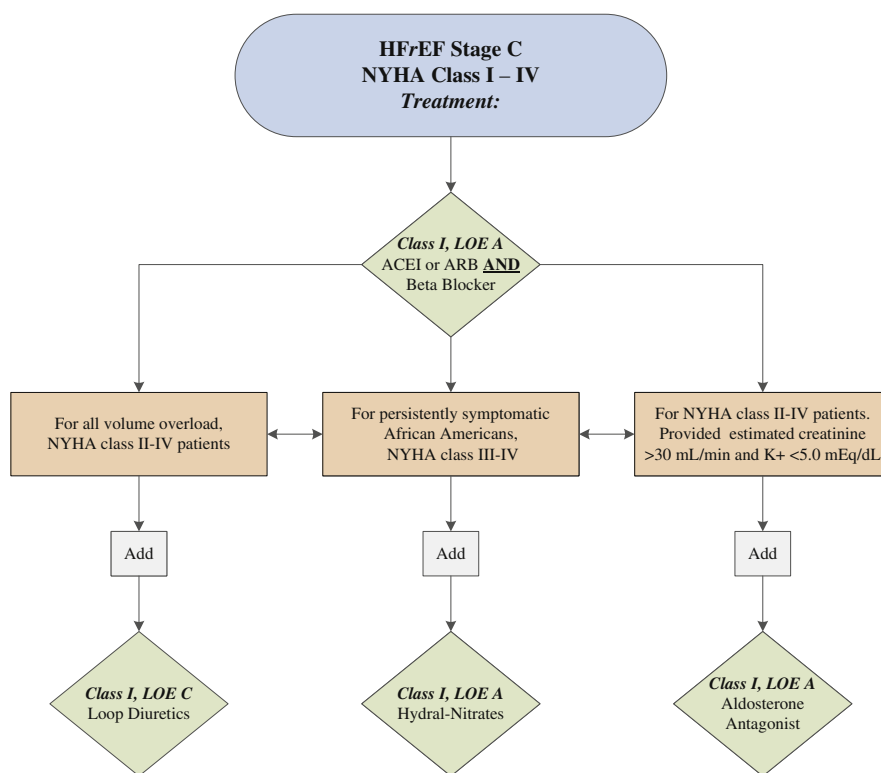 HFrEF Stage C
NYHA Class I – IV
Treatment:
Class I, LOE A
ACEI or ARB AND
Beta Blocker
For all volume overload,
NYHA class II-IV patients
For persistently symptomatic
African Americans,
NYHA class III-IV
For NYHA class II-IV patients.
Provided estimated creatinine
>30 mL/min and K+ <5.0 mEq/dL
Add
Add
Add
Class I, LOE C
Loop Diuretics
Class I, LOE A
Hydral-Nitrates
Class I, LOE A
Aldosterone
Antagonist